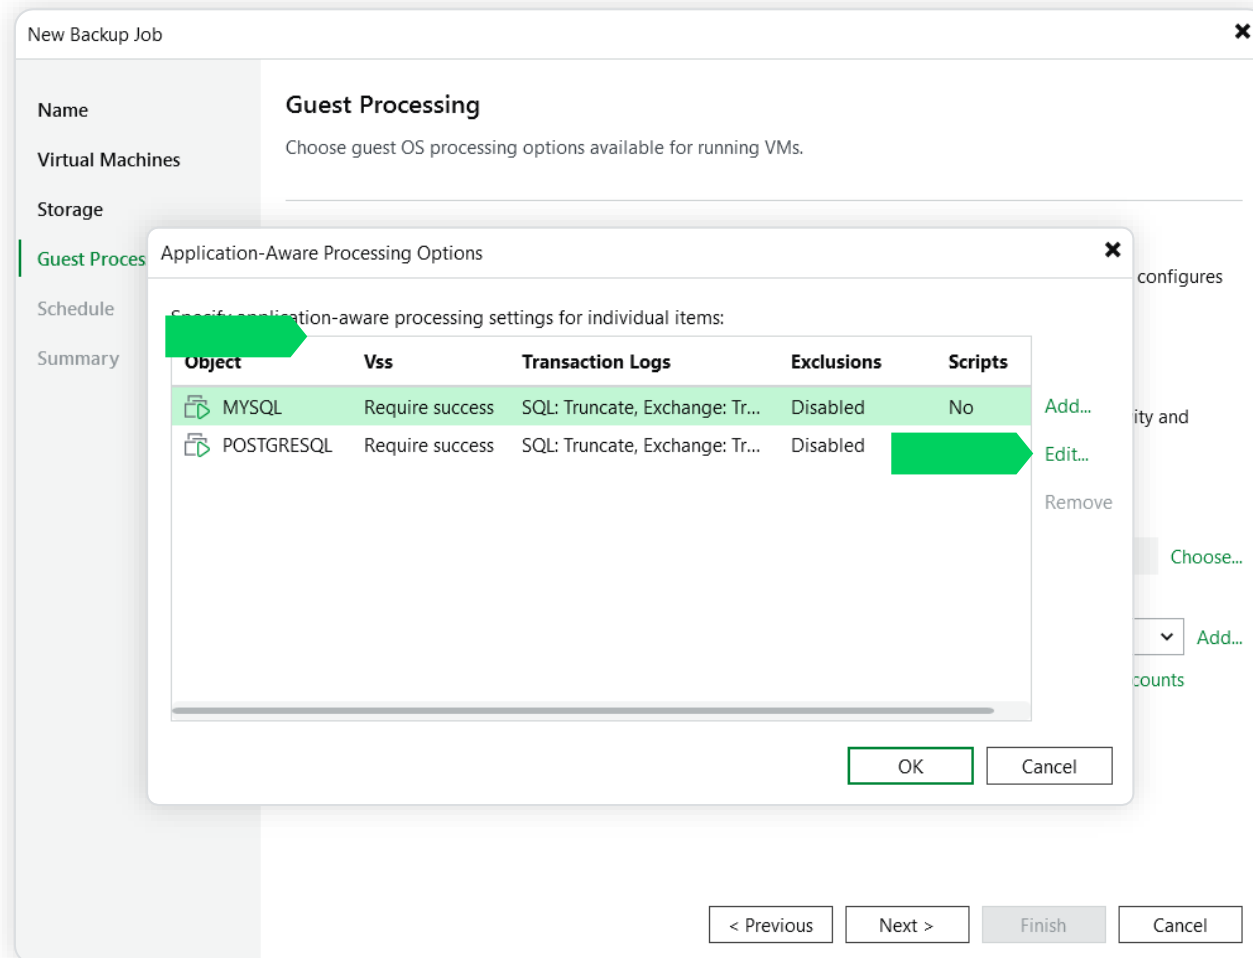 New Backup Job
Name
Virtual Machines
Storage
Guest Proces
Schedule
Summary
Guest Processing
Choose guest OS processing options available for running VMs.
configures
ity and
Choose...
Add...
counts
Application-Aware Processing Options
Specify application-aware processing settings for individual items:
Object Vss Transaction Logs Exclusions Scripts
MYSQL Require success SQL: Truncate, Exchange: Tr... Disabled No
POSTGRESQL Require success SQL: Truncate, Exchange: Tr... Disabled
Add...
Edit...
Remove
OK Cancel
< Previous Next > Finish Cancel